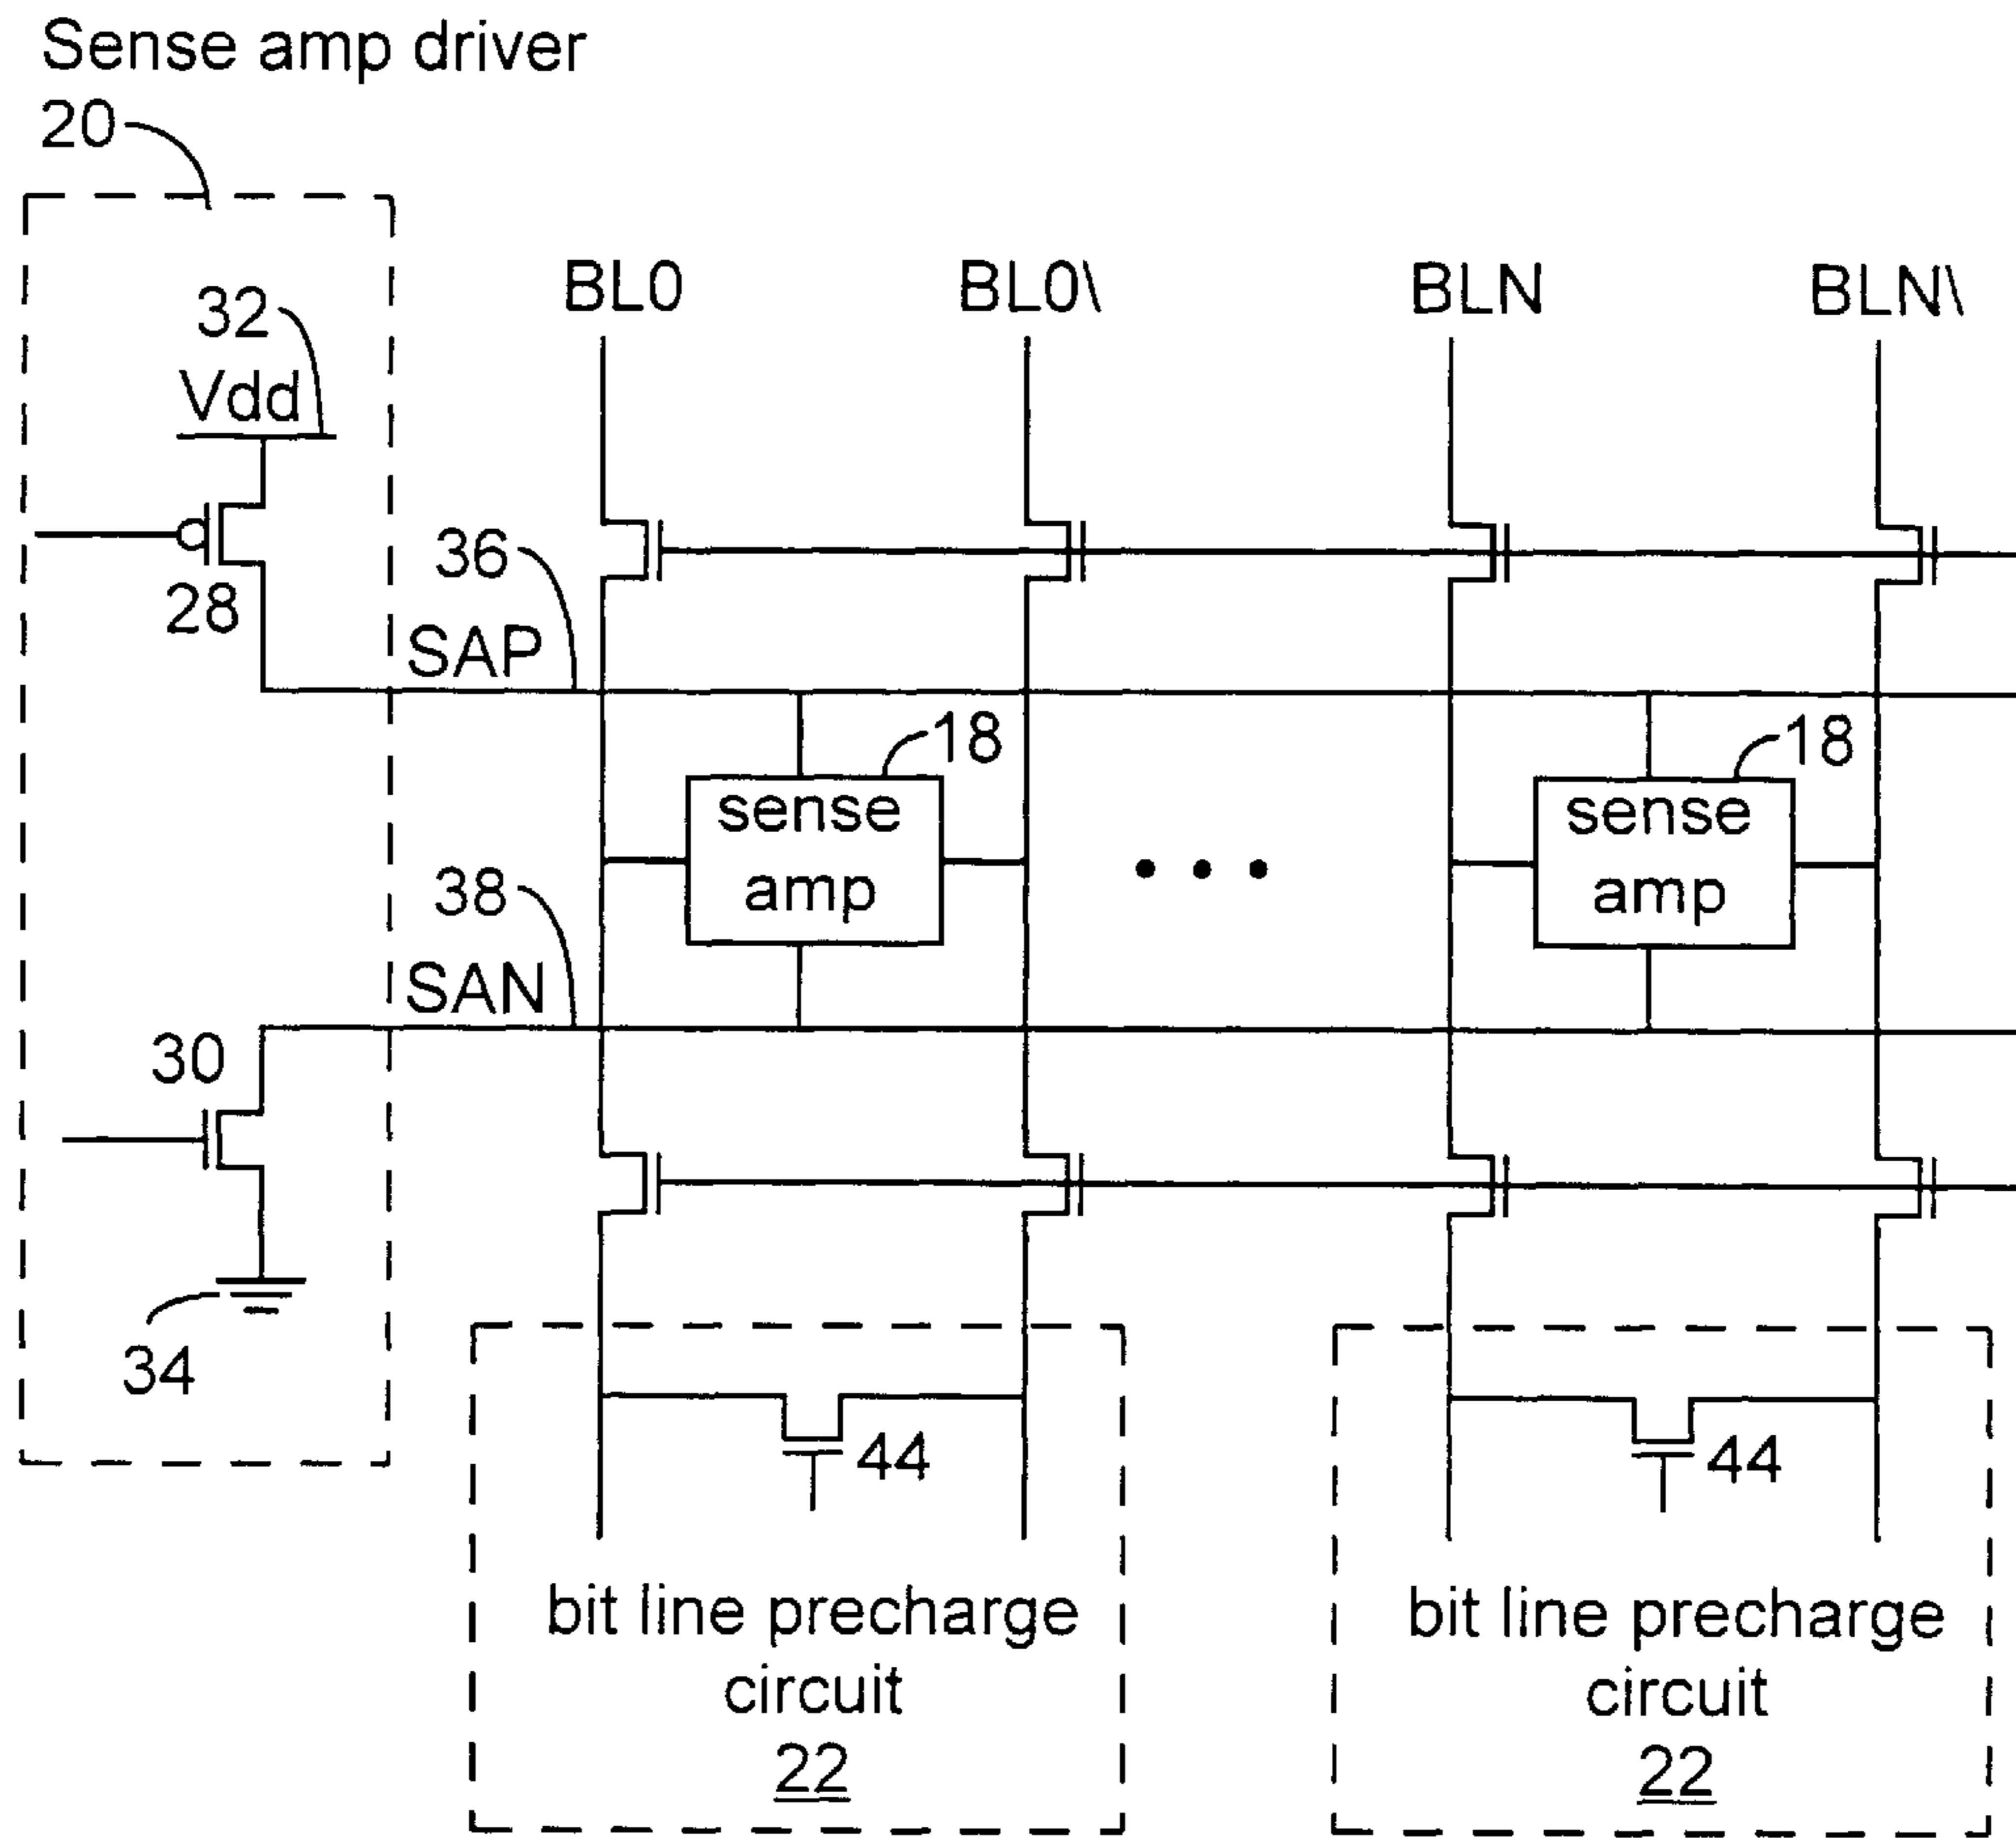 Sense amp driver
20
32
Vdd
28
BL0
BL0\
BLN
BLN\
36
SAP
18
sense
amp
18
sense
amp
38
SAN
30
34
44
44
bit line precharge
circuit
22
bit line precharge
circuit
22